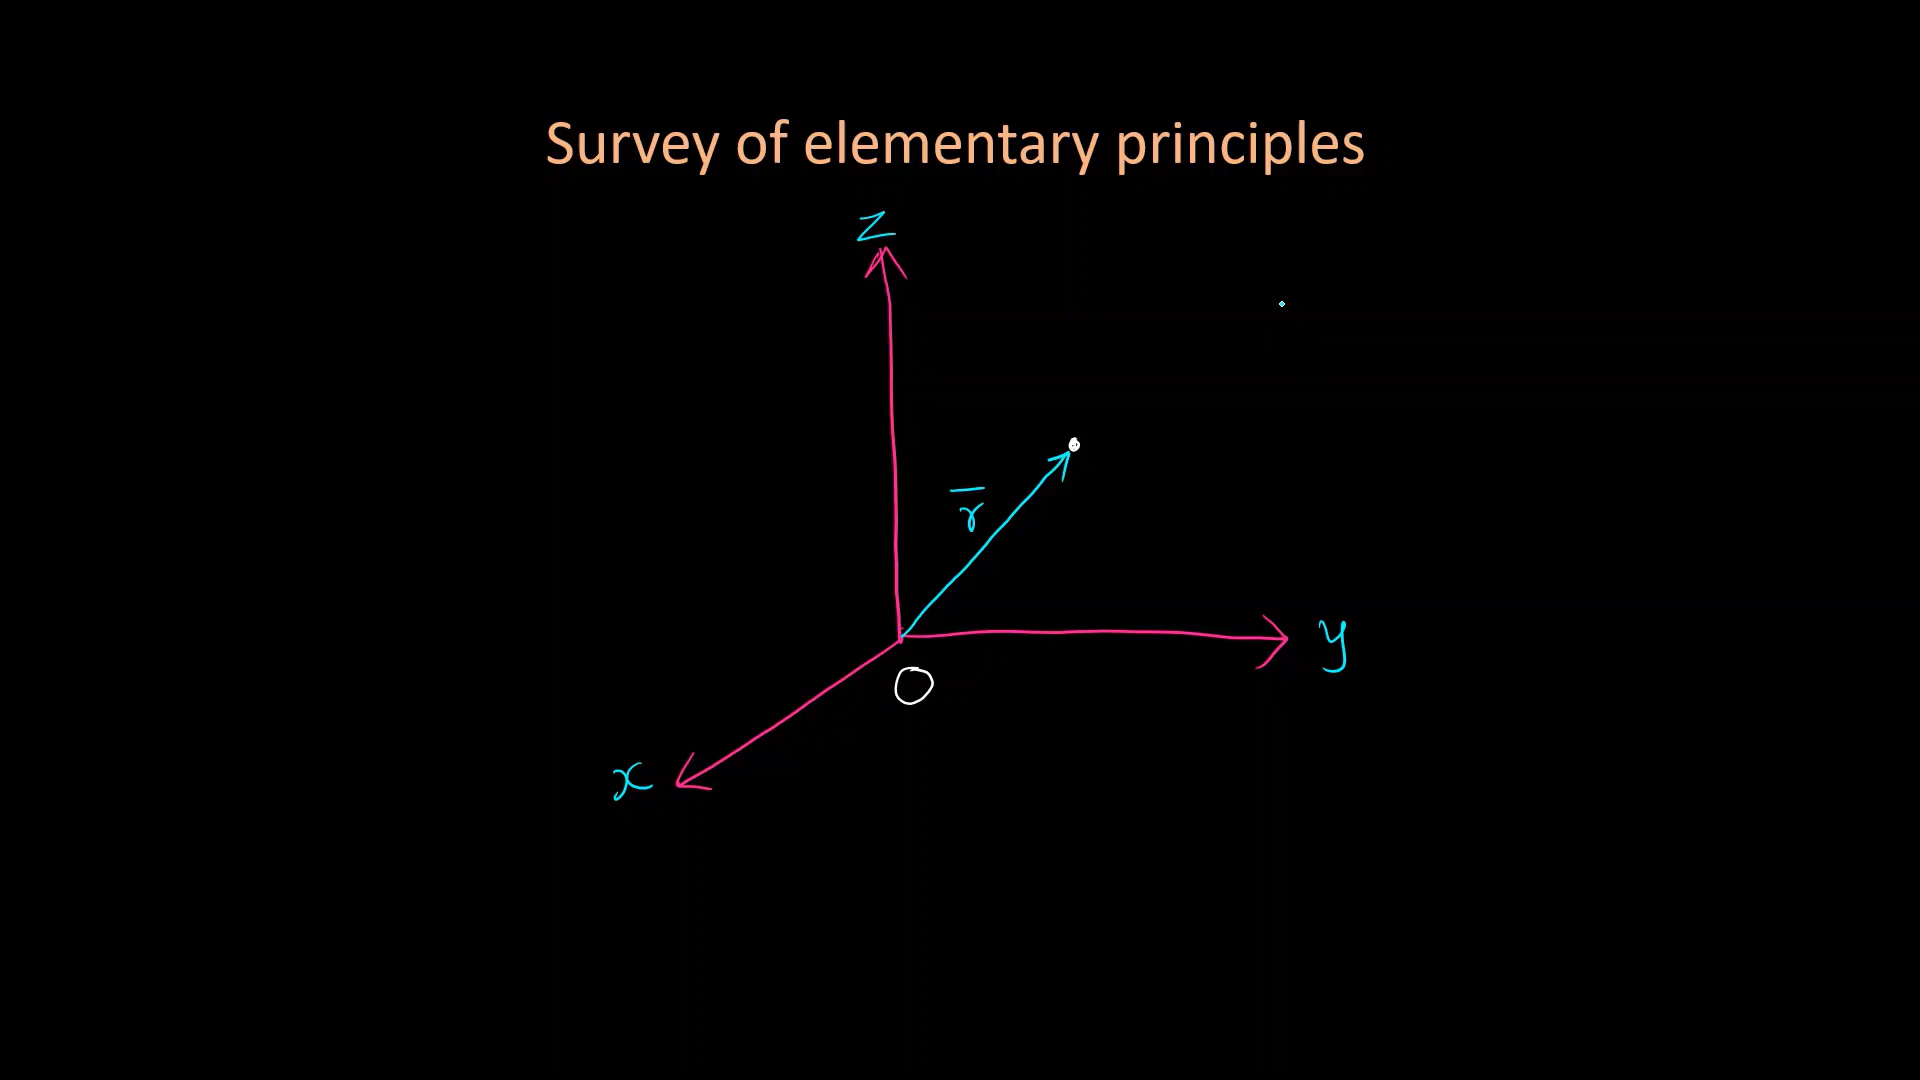 Survey of elementary principles
z
r̅
y
O
x